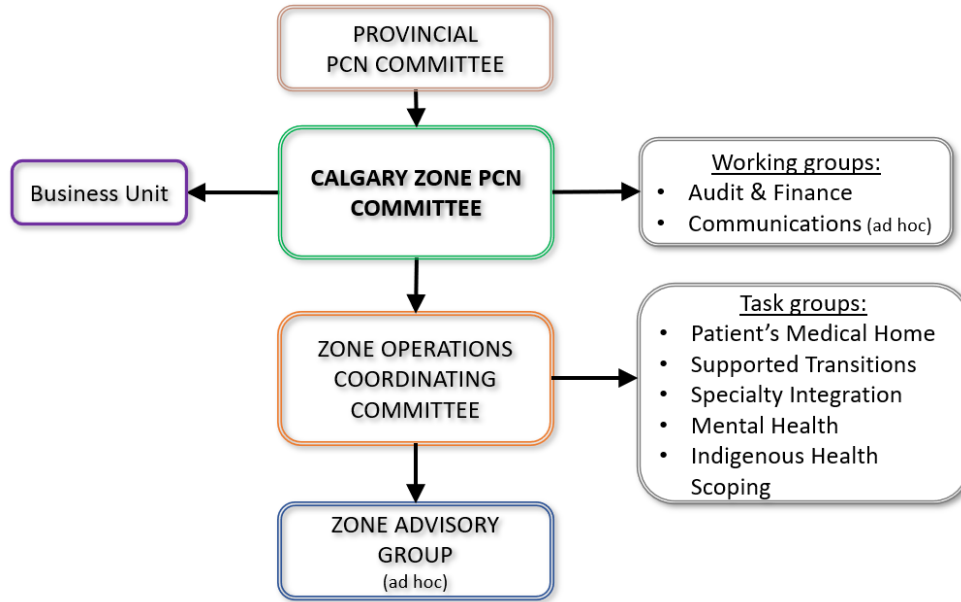 PROVINCIAL
PCN COMMITTEE
Business Unit
CALGARY ZONE PCN
COMMITTEE
Working groups:
• Audit & Finance
• Communications (ad hoc)
ZONE OPERATIONS
COORDINATING
COMMITTEE
Task groups:
• Patient's Medical Home
• Supported Transitions
• Specialty Integration
• Mental Health
• Indigenous Health
Scoping
ZONE ADVISORY
GROUP
(ad hoc)